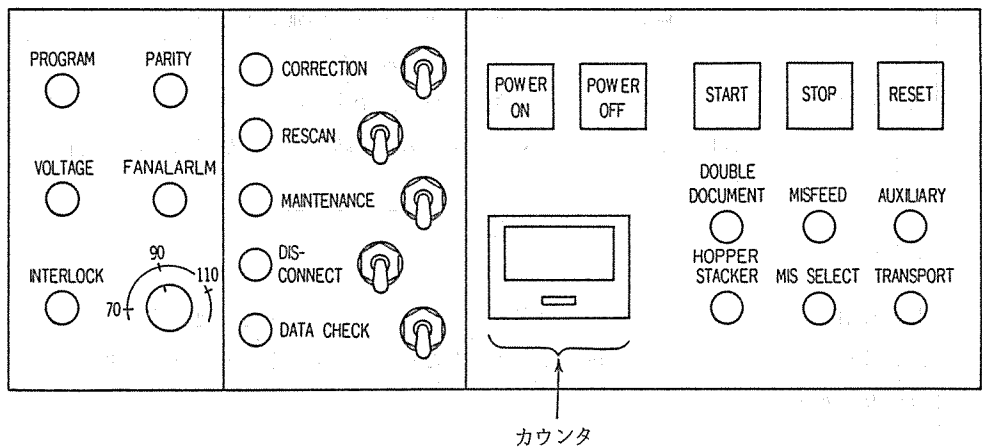 PROGRAM PARITY
VOLTAGE FANALARLM
INTERLOCK 70 90 110
CORRECTION
RESCAN
MAINTENANCE
DIS-
CONNECT
DATA CHECK
POWER
ON
POWER
OFF
START STOP RESET
DOUBLE
DOCUMENT MISFEED AUXILIARY
HOPPER
STACKER MIS SELECT TRANSPORT
カウンタ